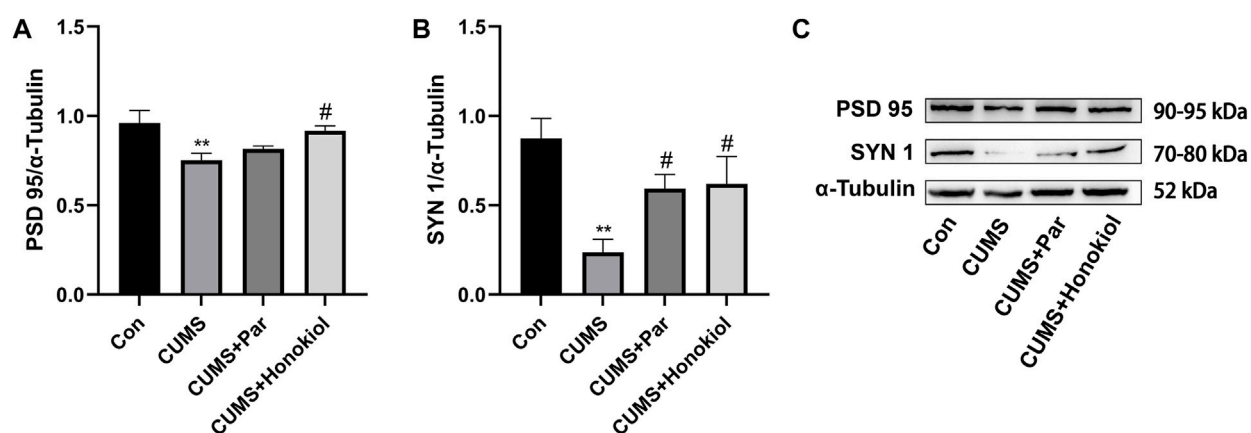 A
PSD 95/α-Tubulin
1.5
1.0
0.5
0.0
**
#
Con
CUMS
CUMS+Par
CUMS+Honokiol
B
SYN 1/α-Tubulin
1.5
1.0
0.5
0.0
**
#
#
Con
CUMS
CUMS+Par
CUMS+Honokiol
C
PSD 95 90-95 kDa
SYN 1 70-80 kDa
α-Tubulin 52 kDa
Con
CUMS
CUMS+Par
CUMS+Honokiol